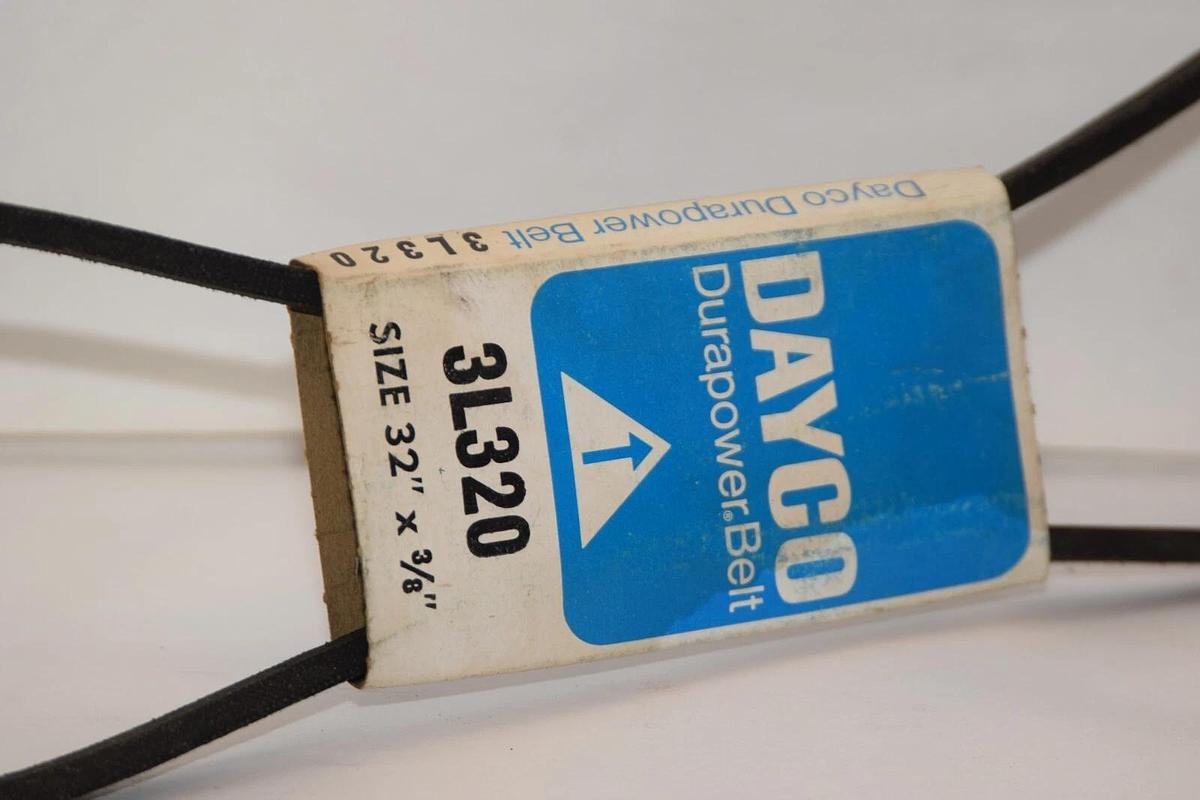 Dayco Durapower Belt 3L320
DAYCO
Durapower® Belt
3L320
SIZE 32" x 3/8"